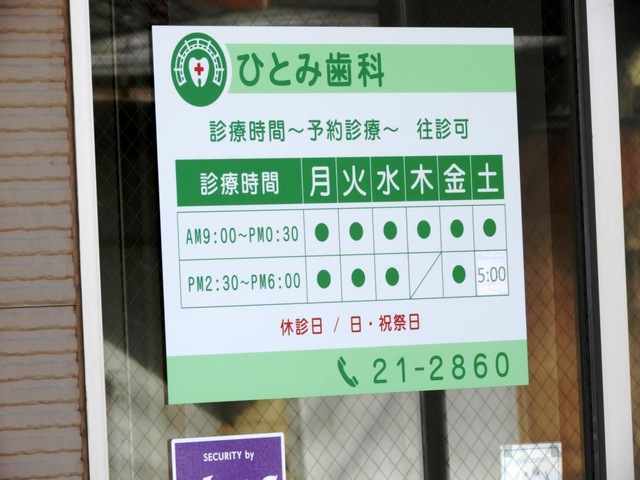 ひとみ歯科
診療時間～予約診療～ 往診可
診療時間 月 火 水 木 金 土
AM9:00～PM0:30 ● ● ● ● ● ●
PM2:30～PM6:00 ● ● ● ／ ● 5:00
休診日 / 日・祝祭日
21-2860
SECURITY by